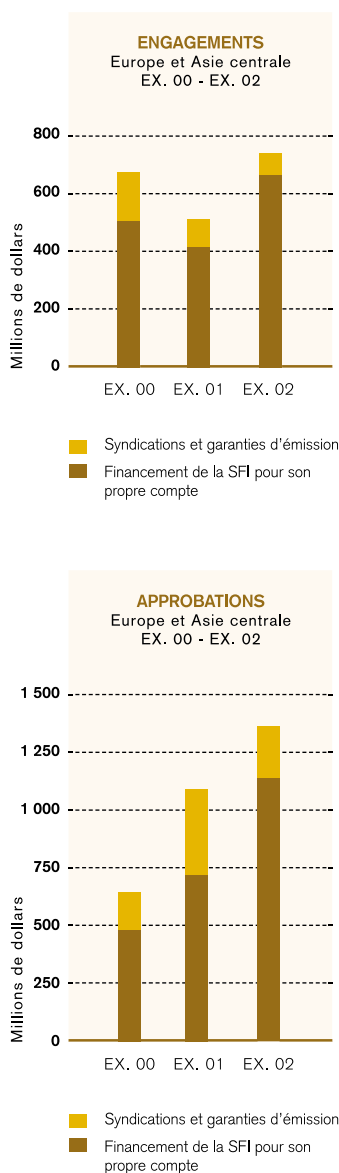 ENGAGEMENTS
Europe et Asie centrale
EX. 00 - EX. 02
Millions de dollars
800
600
400
200
0
EX. 00 EX. 01 EX. 02
Syndications et garanties d'émission
Financement de la SFI pour son
propre compte
APPROBATIONS
Europe et Asie centrale
EX. 00 - EX. 02
Millions de dollars
1 500
1 250
1 000
750
500
250
0
EX. 00 EX. 01 EX. 02
Syndications et garanties d'émission
Financement de la SFI pour son
propre compte